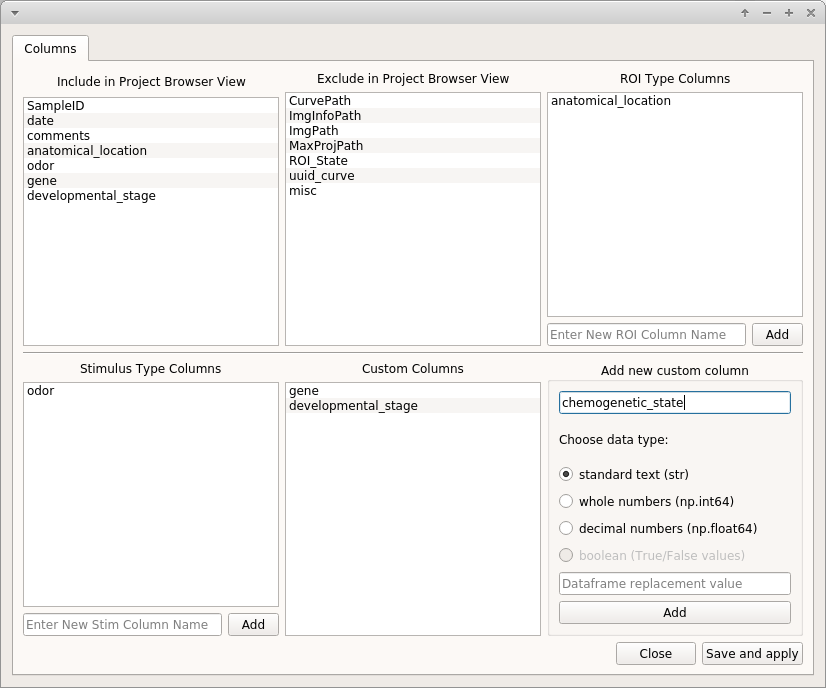 Columns
Include in Project Browser View
SampleID
date
comments
anatomical_location
odor
gene
developmental_stage
Exclude in Project Browser View
CurvePath
ImgInfoPath
ImgPath
MaxProjPath
ROI_State
uuid_curve
misc
ROI Type Columns
anatomical_location
Enter New ROI Column Name
Add
Stimulus Type Columns
odor
Enter New Stim Column Name
Add
Custom Columns
gene
developmental_stage
Add new custom column
chemogenetic_state
Choose data type:
standard text (str)
whole numbers (np.int64)
decimal numbers (np.float64)
boolean (True/False values)
Dataframe replacement value
Add
Close
Save and apply